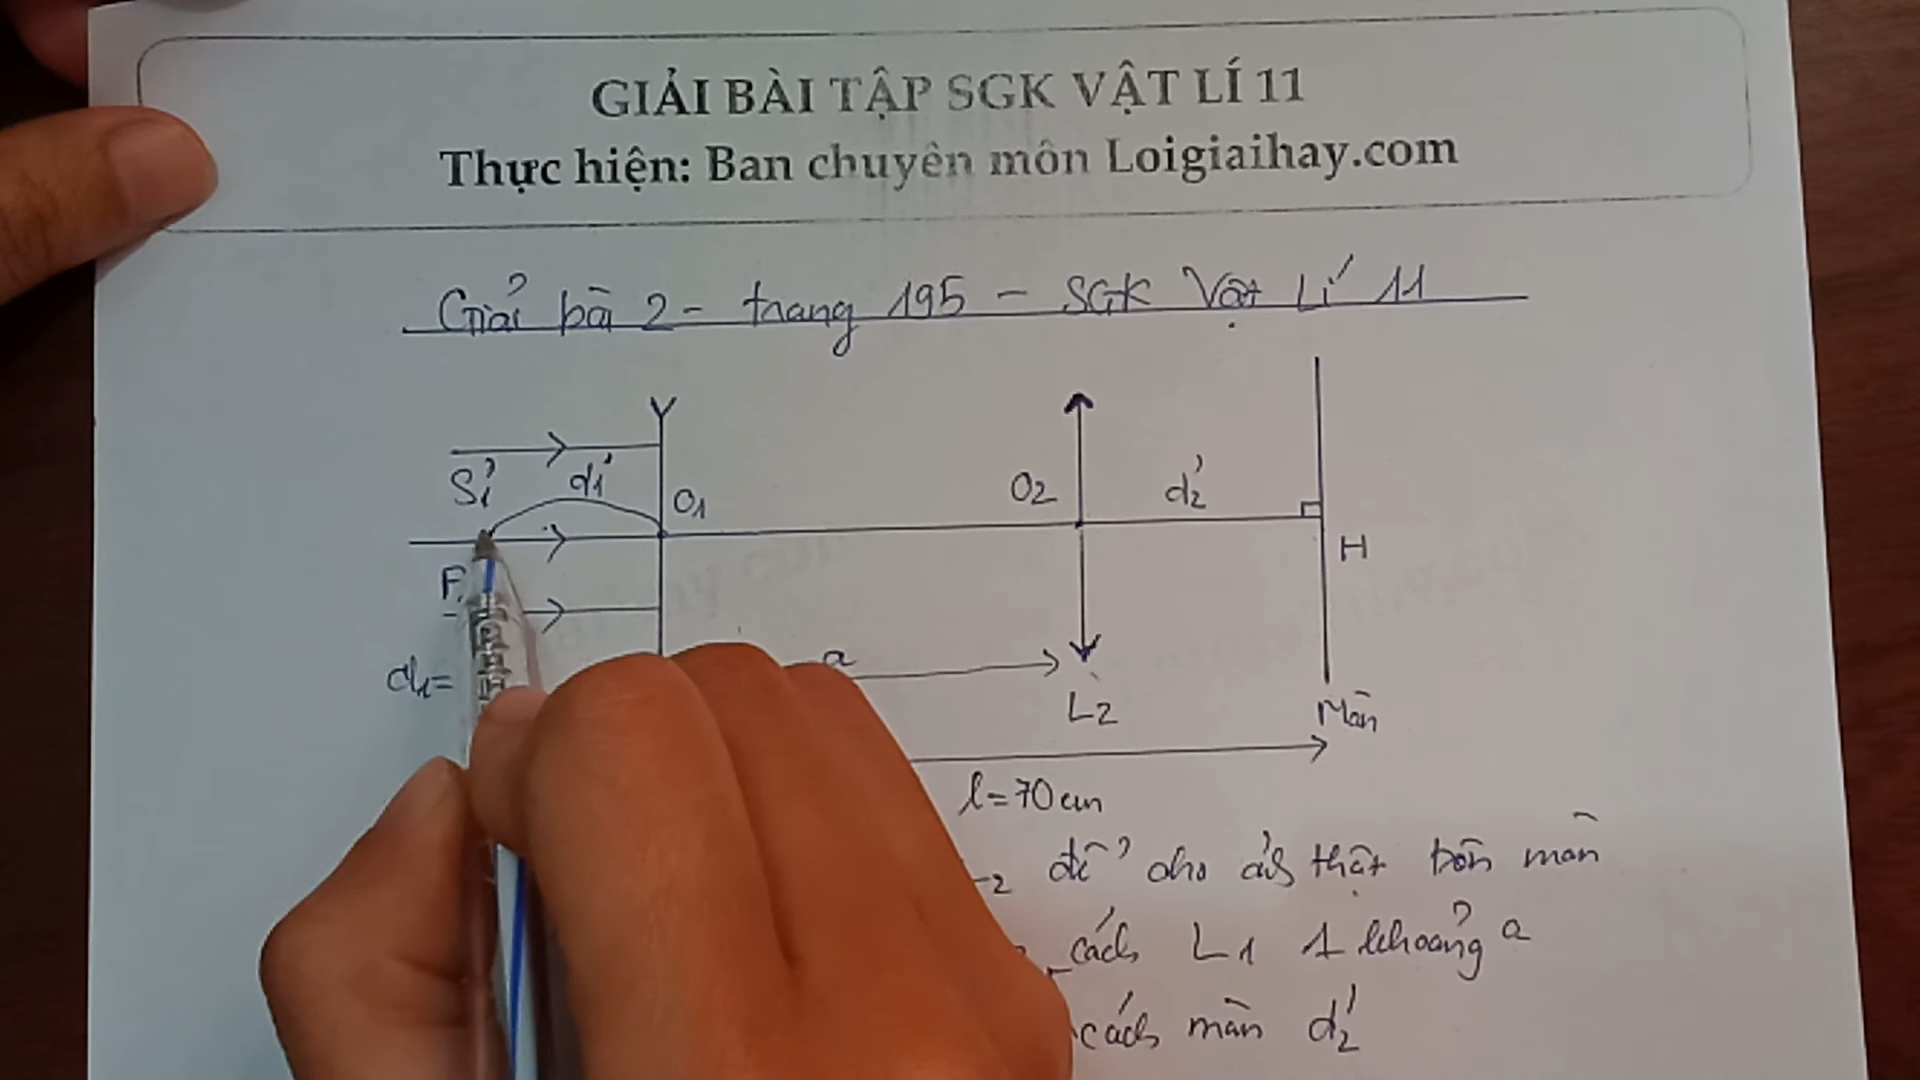 GIẢI BÀI TẬP SGK VẬT LÍ 11
Thực hiện: Ban chuyên môn Loigiaihay.com
Giải bài 2 - trang 195 - SGK Vật Lí 11
S₁' d₁' O₁ O₂ d₂'
H
F
d₁= a
L₂ Màn
l=70cm
để cho ảnh thật trên màn
cách L₁ 1 khoảng a
cách màn d₂'